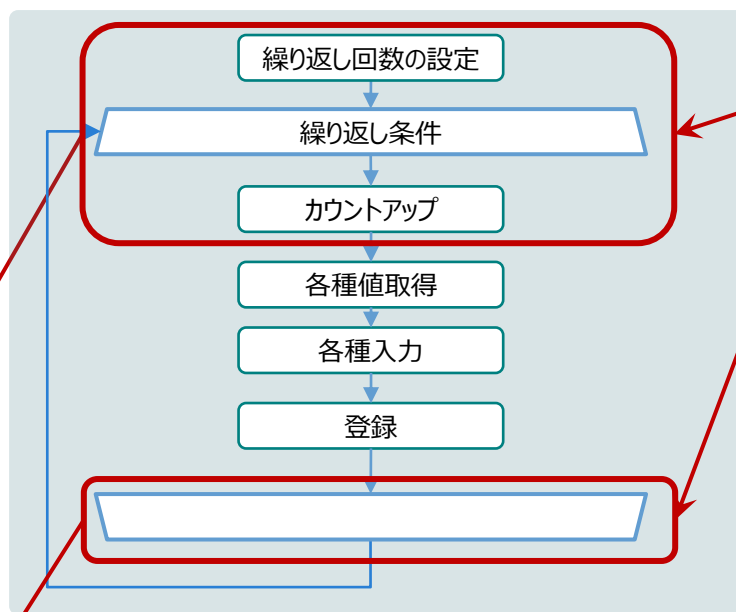 繰り返し回数の設定
繰り返し条件
カウントアップ
各種値取得
各種入力
登録